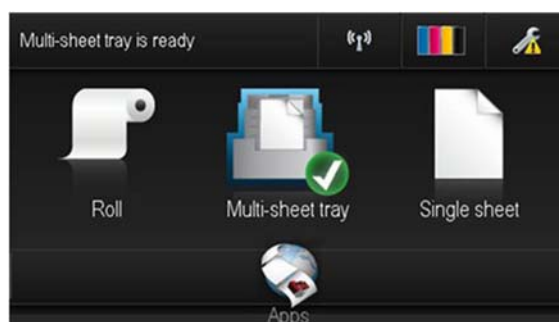 Multi-sheet tray is ready
Roll
Multi-sheet tray
Single sheet
Apps